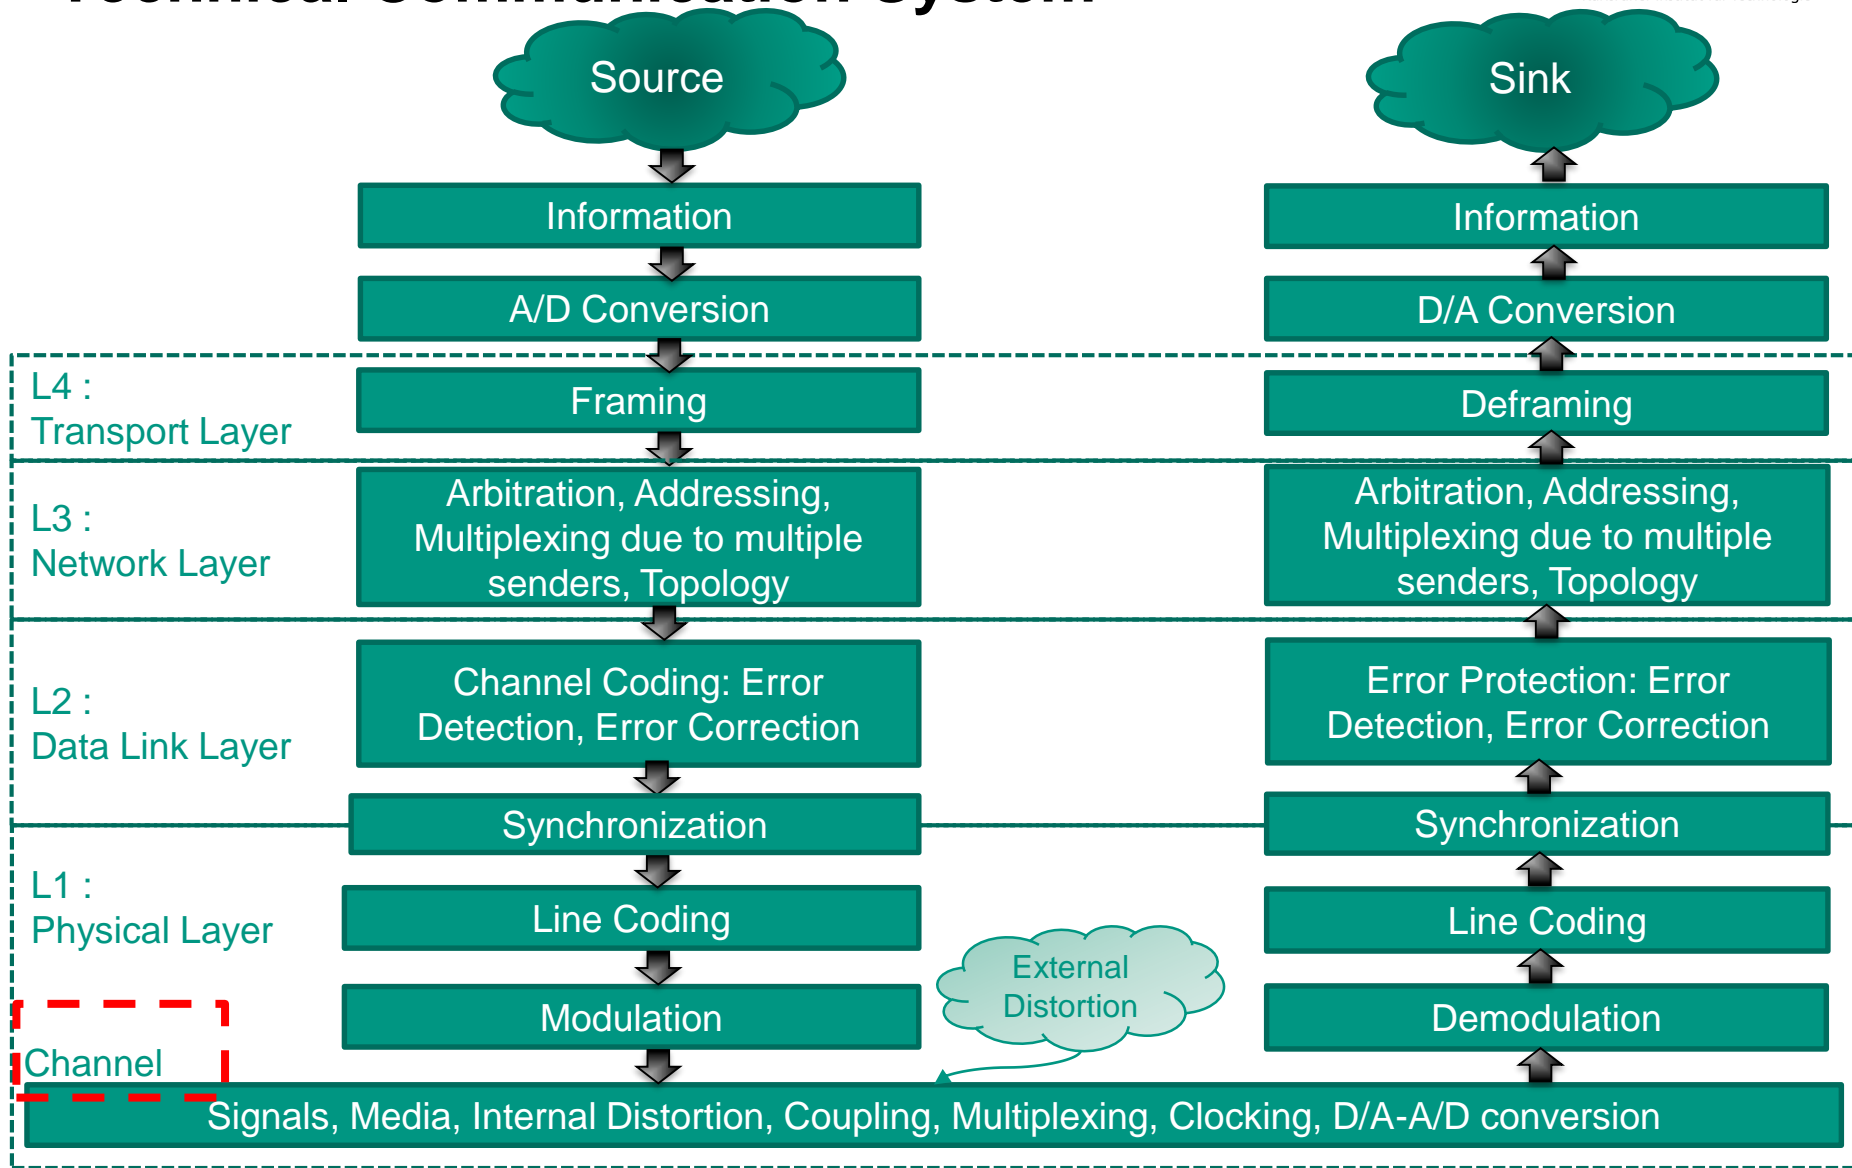 Technical Communication System
Source
Sink
Information
Information
A/D Conversion
D/A Conversion
L4 :
Transport Layer
Framing
Deframing
L3 :
Network Layer
Arbitration, Addressing,
Multiplexing due to multiple
senders, Topology
Arbitration, Addressing,
Multiplexing due to multiple
senders, Topology
L2 :
Data Link Layer
Channel Coding: Error
Detection, Error Correction
Error Protection: Error
Detection, Error Correction
Synchronization
Synchronization
L1 :
Physical Layer
Line Coding
Line Coding
External
Distortion
Modulation
Demodulation
Channel
Signals, Media, Internal Distortion, Coupling, Multiplexing, Clocking, D/A-A/D conversion